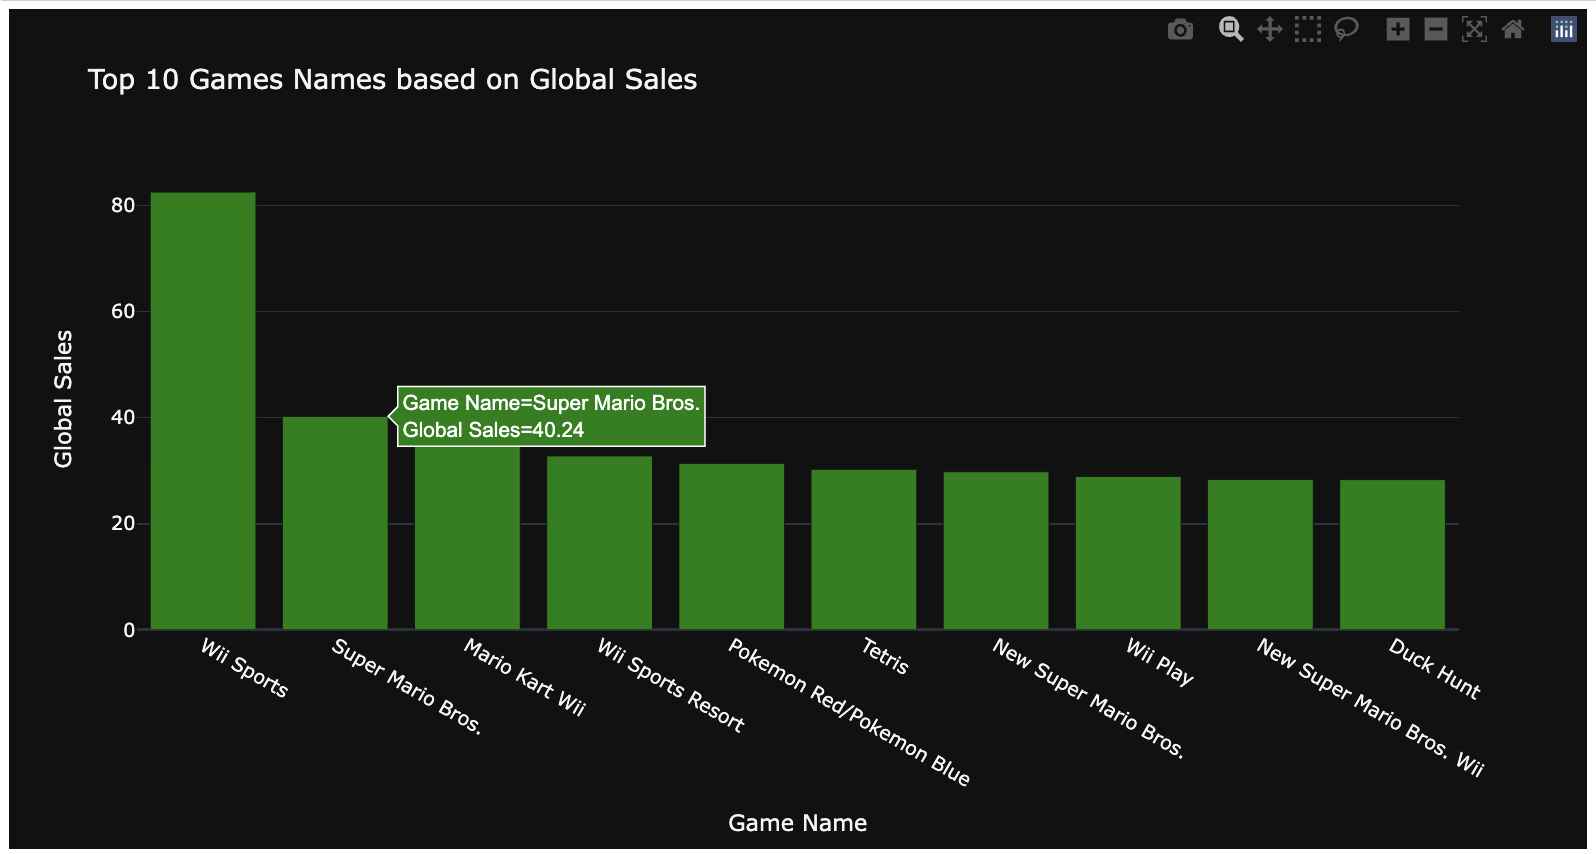 Top 10 Games Names based on Global Sales
80
60
40
20
0
Global Sales
Game Name=Super Mario Bros.
Global Sales=40.24
Wii Sports
Super Mario Bros.
Mario Kart Wii
Wii Sports Resort
Pokemon Red/Pokemon Blue
Tetris
New Super Mario Bros.
Wii Play
New Super Mario Bros. Wii
Duck Hunt
Game Name